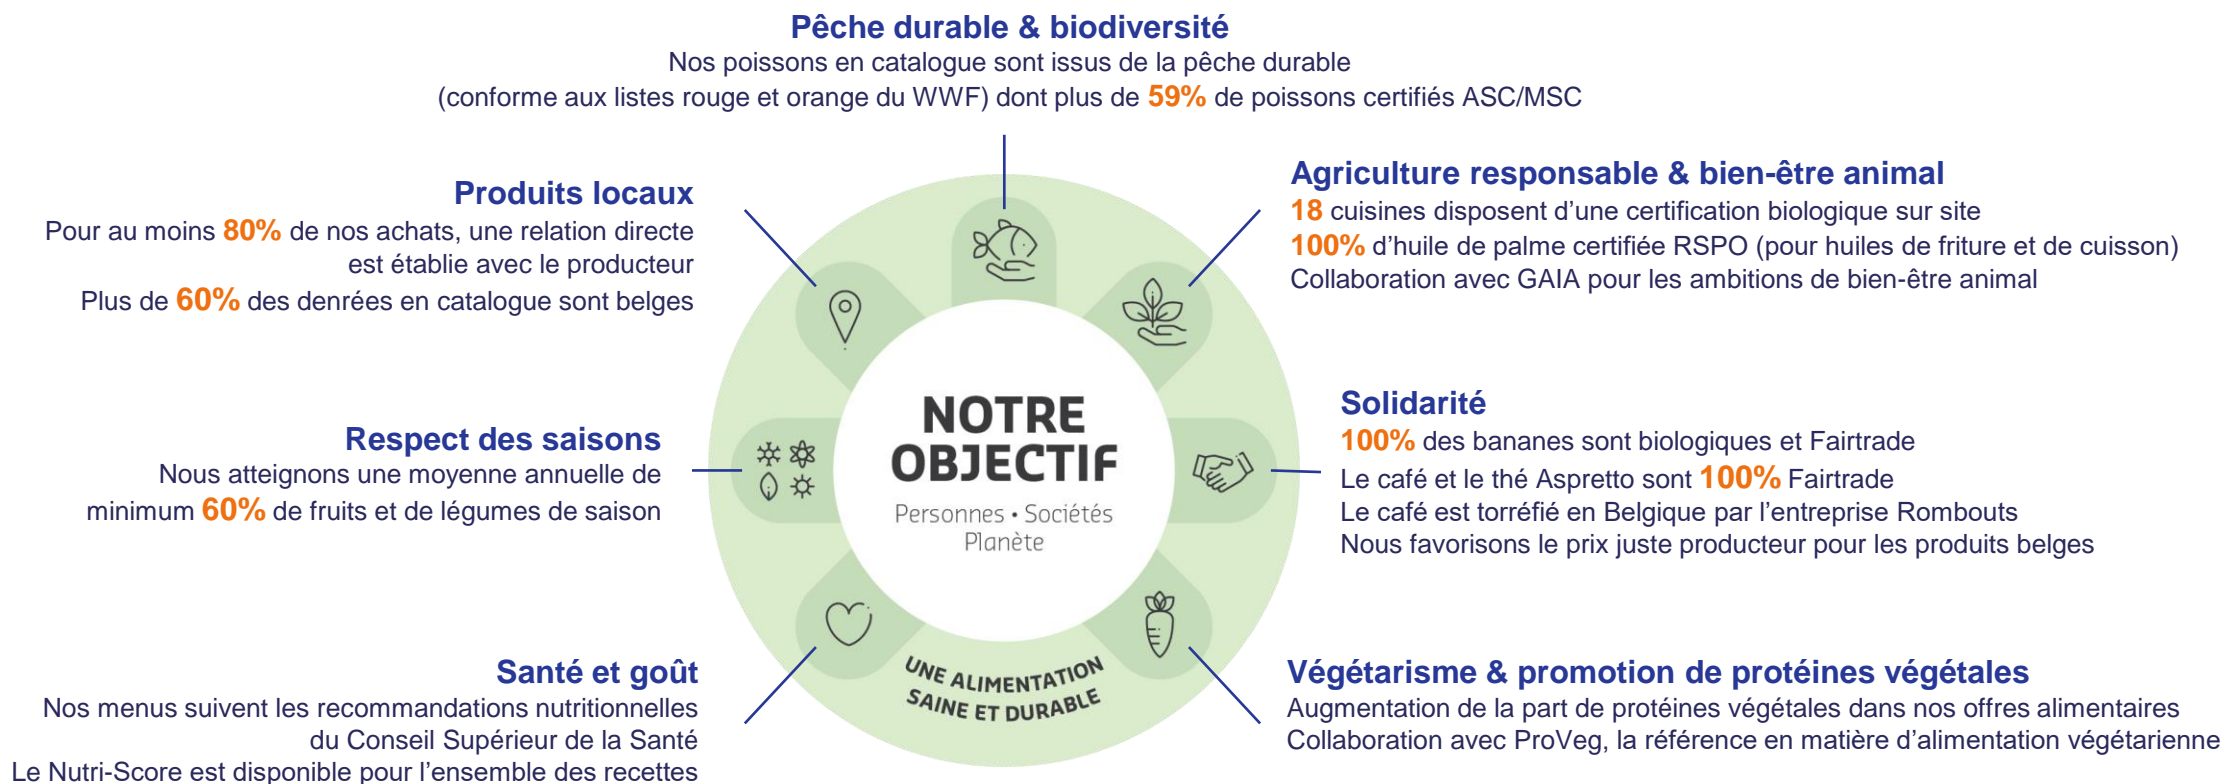 Pêche durable & biodiversité
Nos poissons en catalogue sont issus de la pêche durable
(conforme aux listes rouge et orange du WWF) dont plus de 59% de poissons certifiés ASC/MSC
Produits locaux
Pour au moins 80% de nos achats, une relation directe
est établie avec le producteur
Plus de 60% des denrées en catalogue sont belges
Agriculture responsable & bien-être animal
18 cuisines disposent d’une certification biologique sur site
100% d’huile de palme certifiée RSPO (pour huiles de friture et de cuisson)
Collaboration avec GAIA pour les ambitions de bien-être animal
Respect des saisons
Nous atteignons une moyenne annuelle de
minimum 60% de fruits et de légumes de saison
NOTRE
OBJECTIF
Personnes • Sociétés
Planète
Solidarité
100% des bananes sont biologiques et Fairtrade
Le café et le thé Aspretto sont 100% Fairtrade
Le café est torréfié en Belgique par l’entreprise Rombouts
Nous favorisons le prix juste producteur pour les produits belges
Santé et goût
Nos menus suivent les recommandations nutritionnelles
du Conseil Supérieur de la Santé
Le Nutri-Score est disponible pour l’ensemble des recettes
UNE ALIMENTATION
SAINE ET DURABLE
Végétarisme & promotion de protéines végétales
Augmentation de la part de protéines végétales dans nos offres alimentaires
Collaboration avec ProVeg, la référence en matière d’alimentation végétarienne